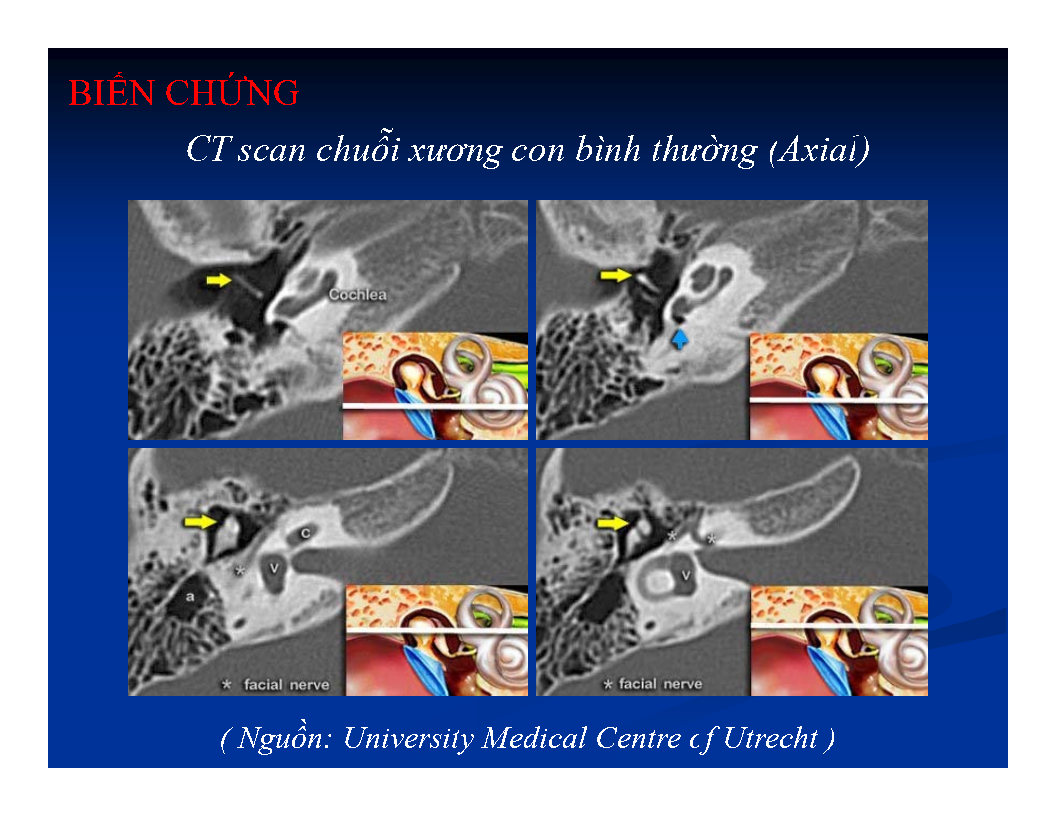 BIẾN CHỨNG
CT scan chuỗi xương con bình thường (Axial)
Cochlea
C
V
*
a
* facial nerve
* *
V
* facial nerve
( Nguồn: University Medical Centre of Utrecht )